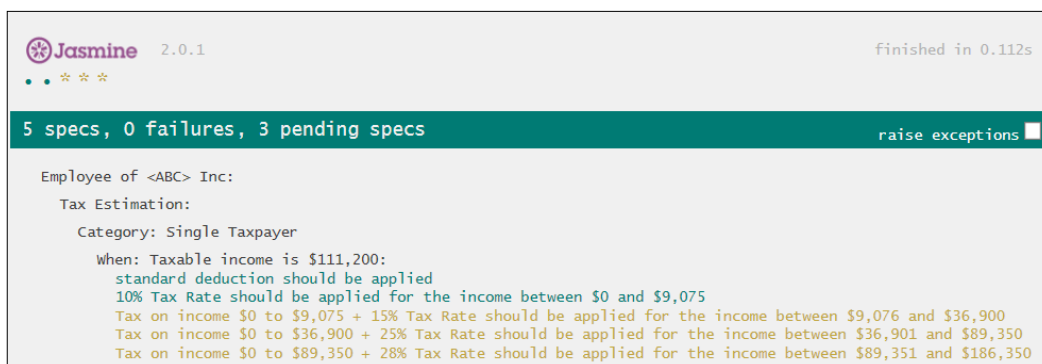 Jasmine 2.0.1 finished in 0.112s
• • * * *
5 specs, 0 failures, 3 pending specs raise exceptions
Employee of <ABC> Inc:
Tax Estimation:
Category: Single Taxpayer
When: Taxable income is $111,200:
standard deduction should be applied
10% Tax Rate should be applied for the income between $0 and $9,075
Tax on income $0 to $9,075 + 15% Tax Rate should be applied for the income between $9,076 and $36,900
Tax on income $0 to $36,900 + 25% Tax Rate should be applied for the income between $36,901 and $89,350
Tax on income $0 to $89,350 + 28% Tax Rate should be applied for the income between $89,351 and $186,350